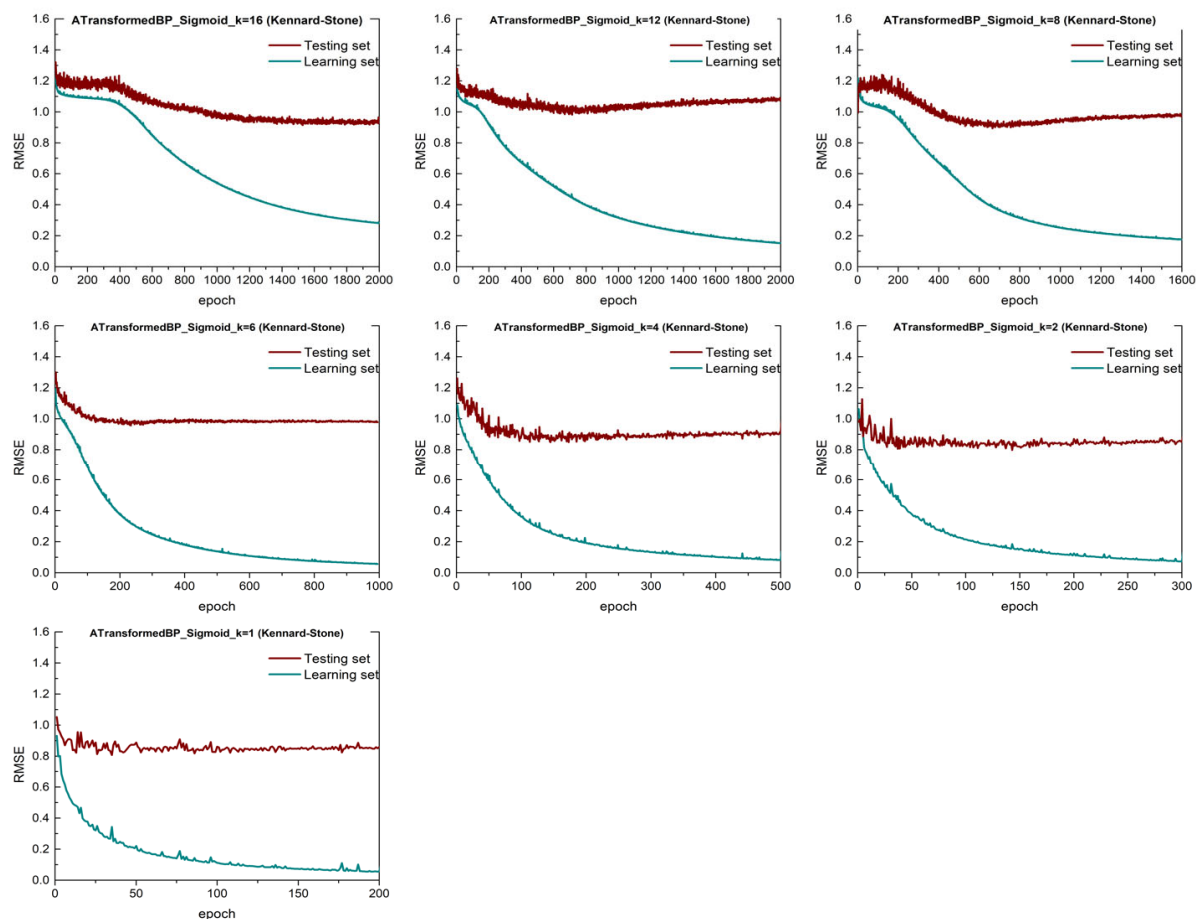 ATransformedBP_Sigmoid_k=16 (Kennard-Stone)
Testing set
Learning set
RMSE
1.6
1.4
1.2
1.0
0.8
0.6
0.4
0.2
0.0
0 200 400 600 800 1000 1200 1400 1600 1800 2000
epoch
ATransformedBP_Sigmoid_k=12 (Kennard-Stone)
Testing set
Learning set
RMSE
1.6
1.4
1.2
1.0
0.8
0.6
0.4
0.2
0.0
0 200 400 600 800 1000 1200 1400 1600 1800 2000
epoch
ATransformedBP_Sigmoid_k=8 (Kennard-Stone)
Testing set
Learning set
RMSE
1.4
1.2
1.0
0.8
0.6
0.4
0.2
0.0
0 200 400 600 800 1000 1200 1400 1600
epoch
ATransformedBP_Sigmoid_k=6 (Kennard-Stone)
Testing set
Learning set
RMSE
1.6
1.4
1.2
1.0
0.8
0.6
0.4
0.2
0.0
0 200 400 600 800 1000
epoch
ATransformedBP_Sigmoid_k=4 (Kennard-Stone)
Testing set
Learning set
RMSE
1.6
1.4
1.2
1.0
0.8
0.6
0.4
0.2
0.0
0 100 200 300 400 500
epoch
ATransformedBP_Sigmoid_k=2 (Kennard-Stone)
Testing set
Learning set
RMSE
1.6
1.4
1.2
1.0
0.8
0.6
0.4
0.2
0.0
0 50 100 150 200 250 300
epoch
ATransformedBP_Sigmoid_k=1 (Kennard-Stone)
Testing set
Learning set
RMSE
1.6
1.4
1.2
1.0
0.8
0.6
0.4
0.2
0.0
0 25 50 75 100 125 150 175 200
epoch